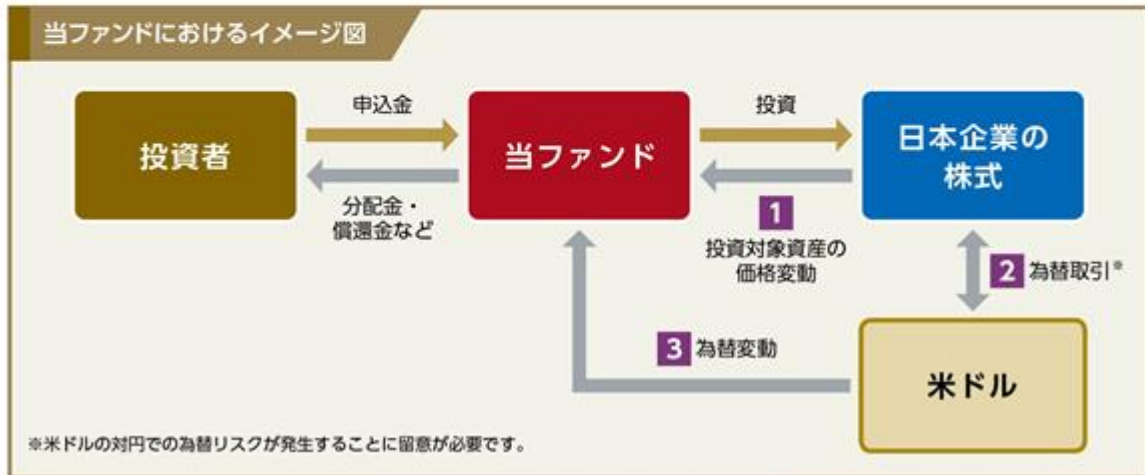 当ファンドにおけるイメージ図
投資者
申込金
分配金・
償還金など
当ファンド
投資
1
投資対象資産の
価格変動
日本企業の
株式
2 為替取引※
3 為替変動
米ドル
※米ドルの対円での為替リスクが発生することに留意が必要です。